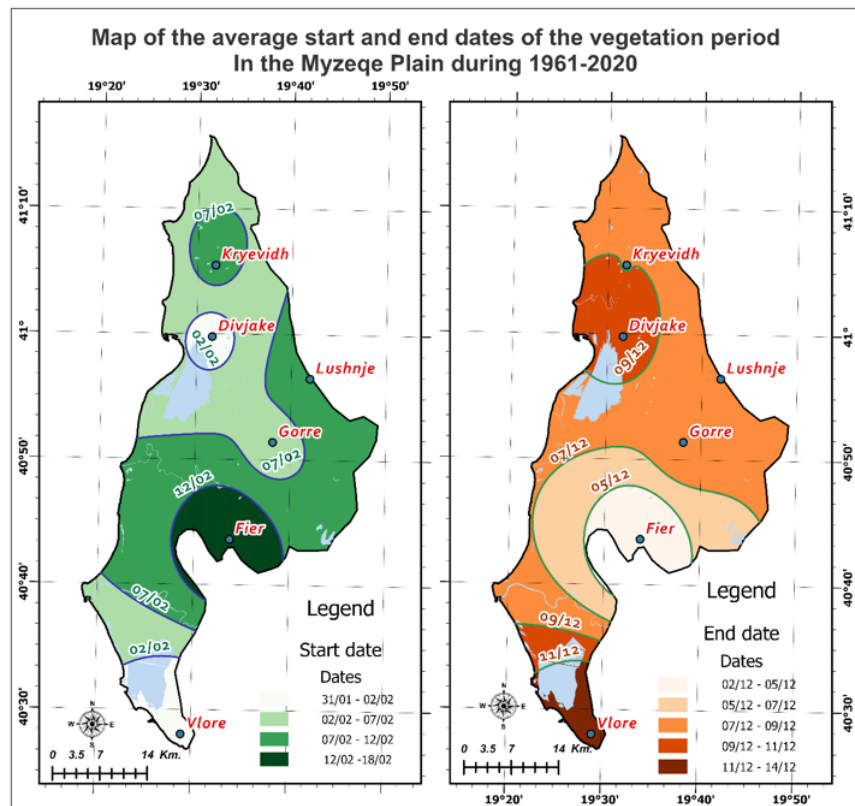 Map of the average start and end dates of the vegetation period
In the Myzeqe Plain during 1961-2020
19°20' 19°30' 19°40' 19°50'
41°10'
41°
40°50'
40°40'
40°30'
07/02
Kryevidh
Divjake
02/02
Lushnje
Gorre
07/02
12/02
Fier
07/02
02/02
Vlore
N
W E
S
0 3.5 7 14 Km.
Legend
Start date
Dates
31/01 - 02/02
02/02 - 07/02
07/02 - 12/02
12/02 -18/02
Kryevidh
Divjake
09/12
Lushnje
Gorre
07/12
05/12
Fier
09/12
11/12
Vlore
N
W E
S
0 3.5 7 14 Km.
Legend
End date
Dates
02/12 - 05/12
05/12 - 07/12
07/12 - 09/12
09/12 - 11/12
11/12 - 14/12
41°10'
41°
40°50'
40°40'
40°30'
19°20' 19°30' 19°40' 19°50'